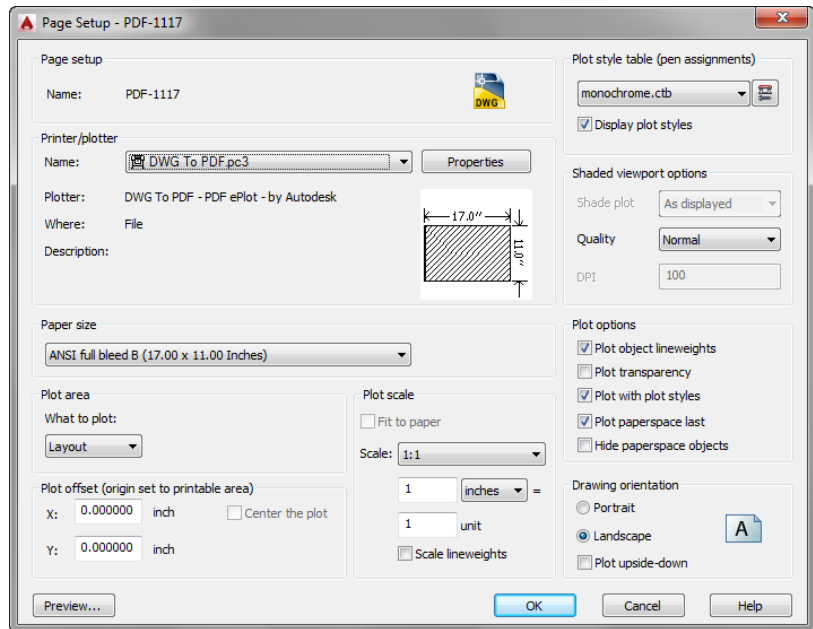 Page Setup - PDF-1117
Page setup
Name: PDF-1117
DWG
Printer/plotter
Name: DWG To PDF.pc3 Properties
Plotter: DWG To PDF - PDF ePlot - by Autodesk
Where: File
Description:
17.0″
11.0″
Paper size
ANSI full bleed B (17.00 x 11.00 Inches)
Plot area
What to plot:
Layout
Plot offset (origin set to printable area)
X: 0.000000 inch Center the plot
Y: 0.000000 inch
Plot scale
Fit to paper
Scale: 1:1
1 inches =
1 unit
Scale lineweights
Plot style table (pen assignments)
monochrome.ctb
Display plot styles
Shaded viewport options
Shade plot As displayed
Quality Normal
DPI 100
Plot options
Plot object lineweights
Plot transparency
Plot with plot styles
Plot paperspace last
Hide paperspace objects
Drawing orientation
Portrait
Landscape
A
Plot upside-down
Preview... OK Cancel Help